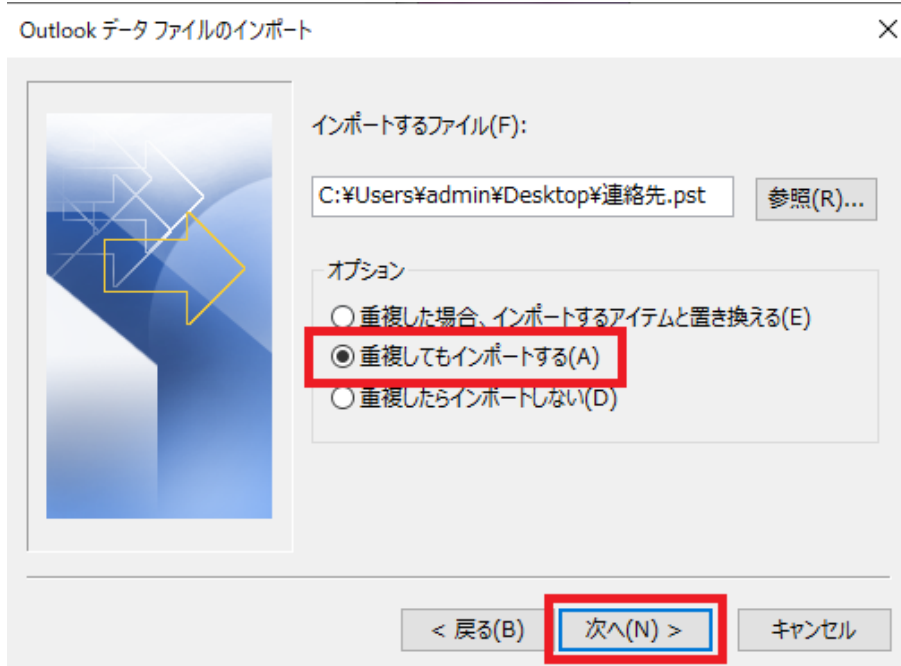 Outlook データ ファイルのインポート
インポートするファイル(F):
C:¥Users¥admin¥Desktop¥連絡先.pst
参照(R)...
オプション
重複した場合、インポートするアイテムと置き換える(E)
重複してもインポートする(A)
重複したらインポートしない(D)
< 戻る(B)
次へ(N) >
キャンセル